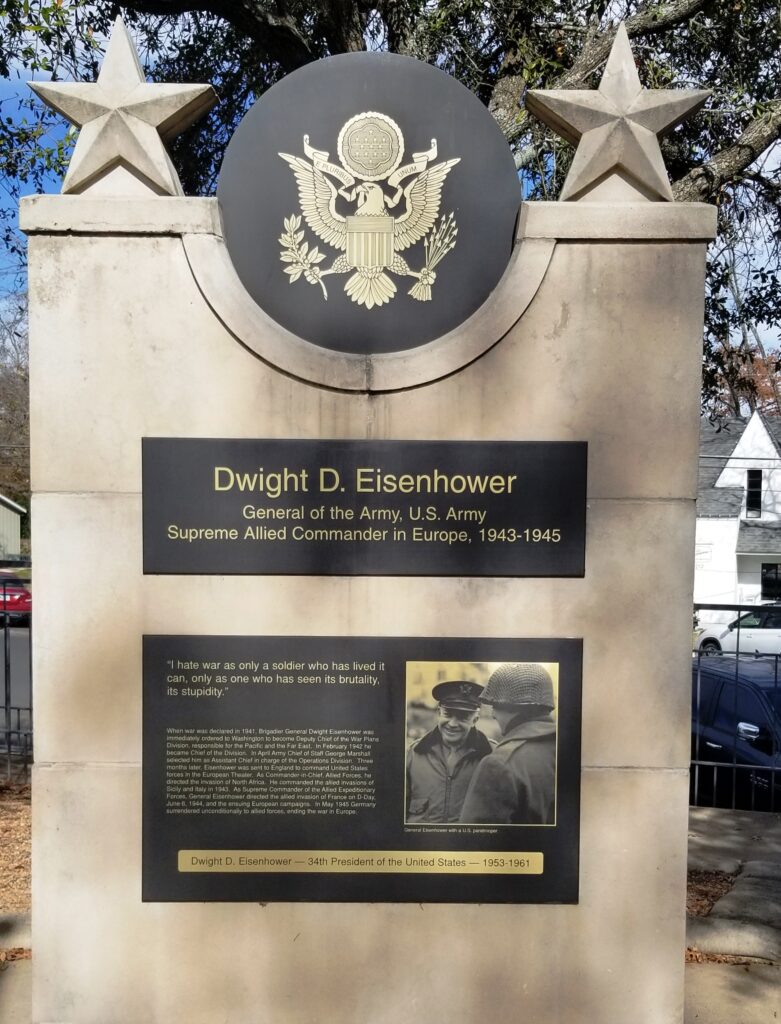 E PLURIBUS UNUM
Dwight D. Eisenhower
General of the Army, U.S. Army
Supreme Allied Commander in Europe, 1943-1945
"I hate war as only a soldier who has lived it
can, only as one who has seen its brutality,
its stupidity."
When war was declared in 1941, Brigadier General Dwight Eisenhower was
immediately ordered to Washington to become Deputy Chief of the War Plans
Division, responsible for the Pacific and the Far East. In February 1942 he
became Chief of the Division. In April Army Chief of Staff George Marshall
selected him as Assistant Chief in charge of the Operations Division. Three
months later, Eisenhower was sent to England to command United States
forces in the European Theater. As Commander-in-Chief, Allied Forces, he
directed the invasion of North Africa. He commanded the allied invasions of
Sicily and Italy in 1943. As Supreme Commander of the Allied Expeditionary
Forces, General Eisenhower directed the allied invasion of France on D-Day,
June 6, 1944, and the ensuing European campaigns. In May 1945 Germany
surrendered unconditionally to allied forces, ending the war in Europe.
General Eisenhower with a U.S. paratrooper.
Dwight D. Eisenhower — 34th President of the United States — 1953-1961